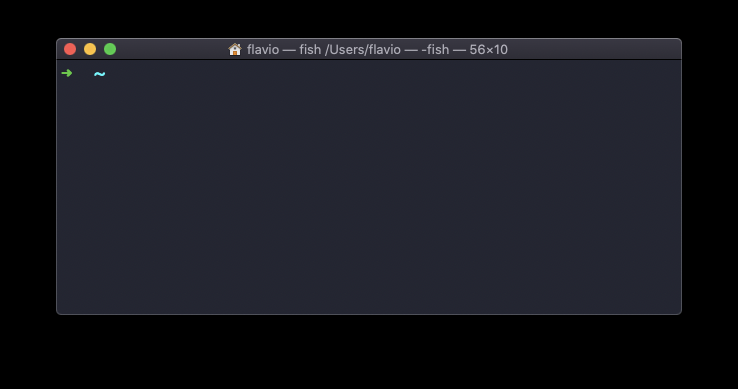 flavio — fish /Users/flavio — -fish — 56×10
➜ ~